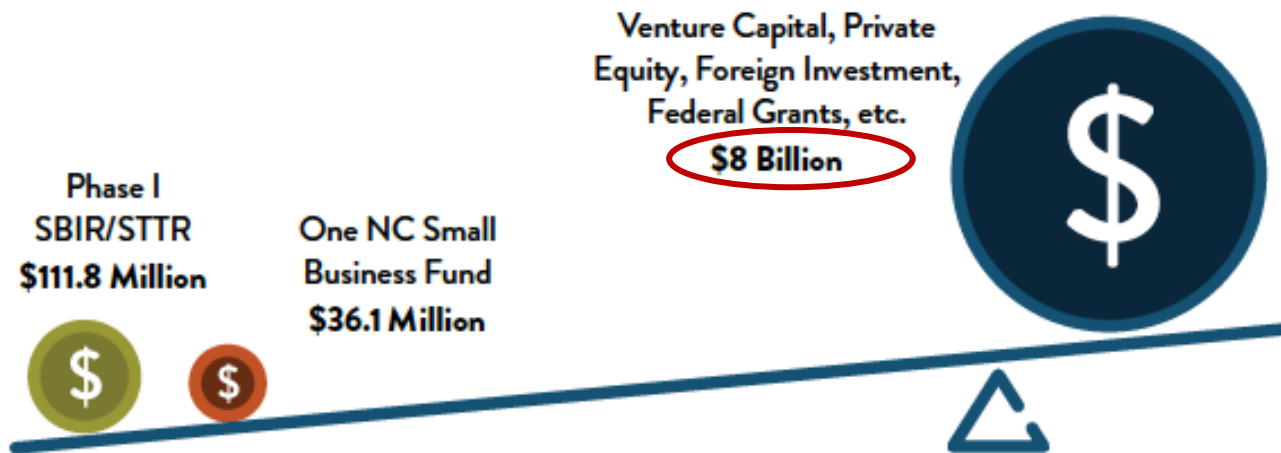 Venture Capital, Private
Equity, Foreign Investment,
Federal Grants, etc.
$8 Billion
$
Phase I
SBIR/STTR
$111.8 Million
One NC Small
Business Fund
$36.1 Million
$
$